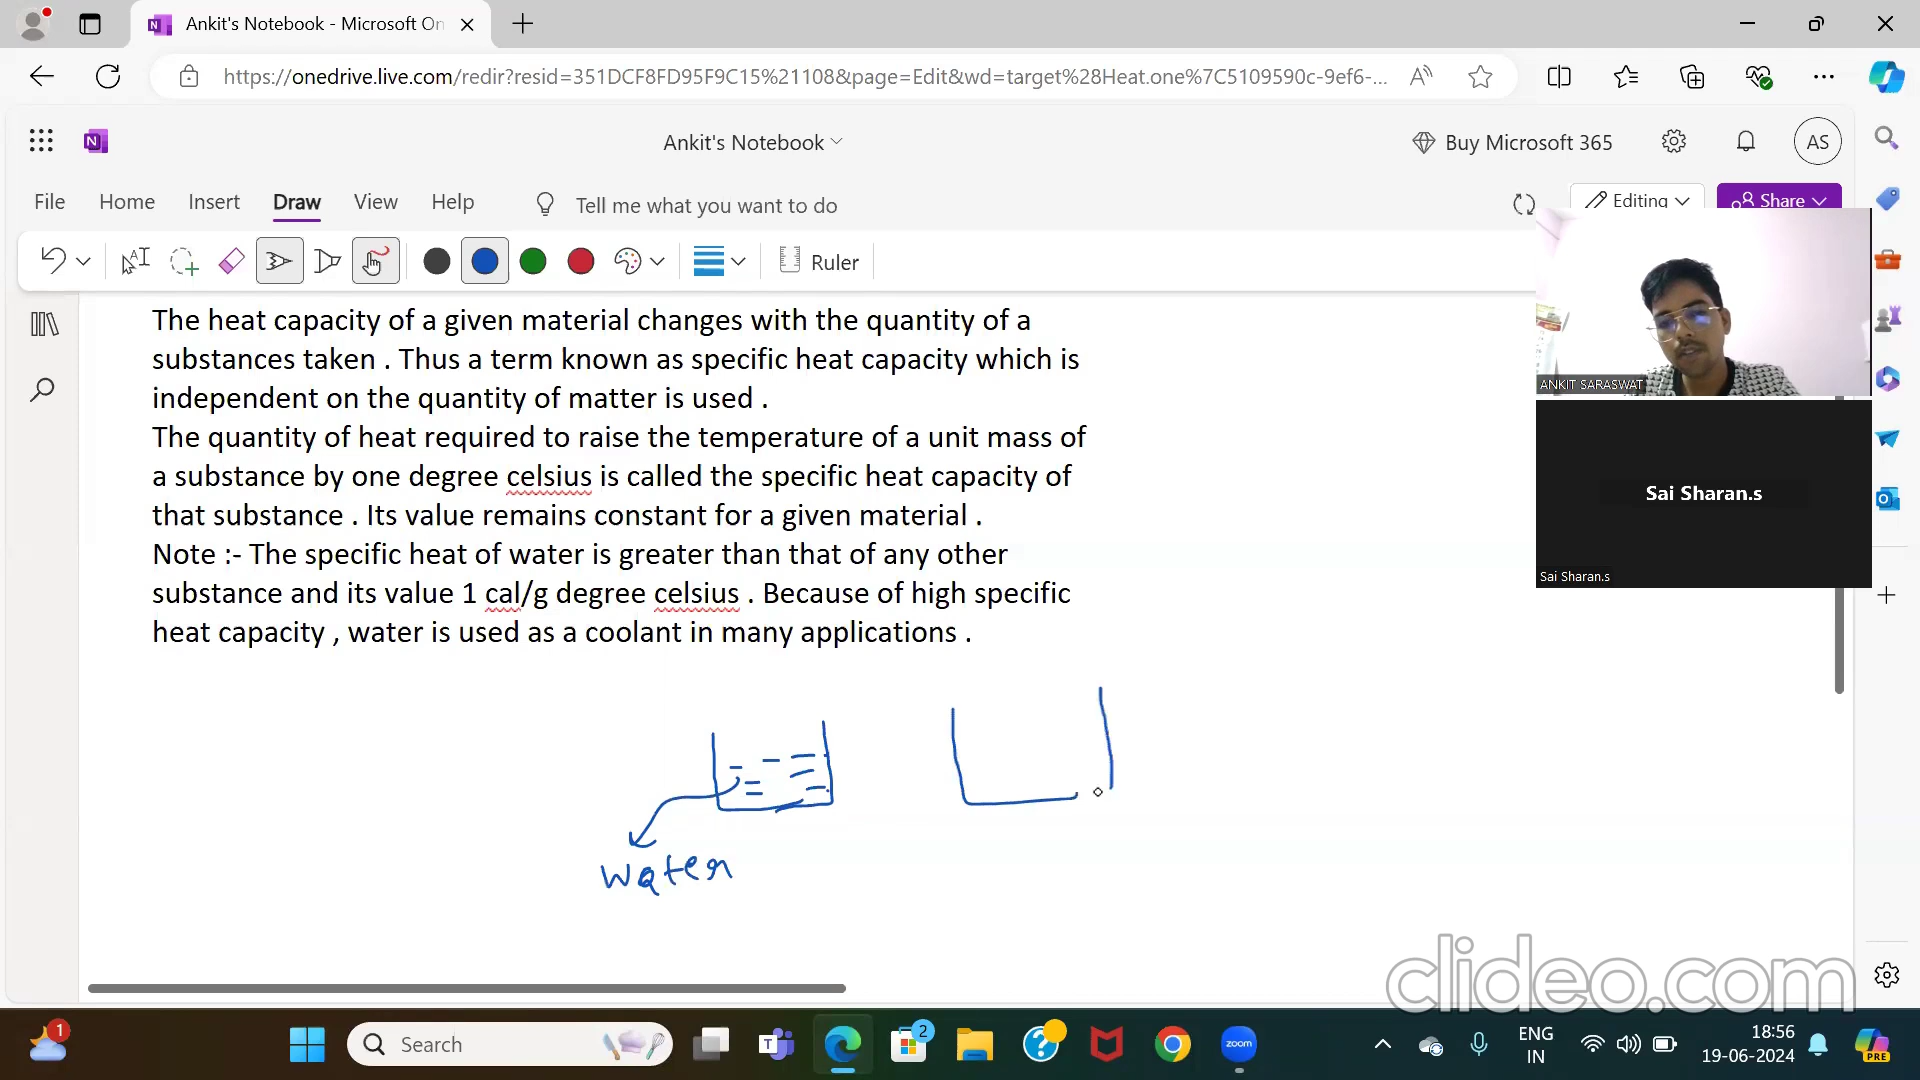 Ankit's Notebook - Microsoft On
https://onedrive.live.com/redir?resid=351DCF8FD95F9C15%21108&page=Edit&wd=target%28Heat.one%7C5109590c-9ef6-...
Ankit's Notebook
Buy Microsoft 365
AS
File Home Insert Draw View Help Tell me what you want to do
Editing Share
Ruler
The heat capacity of a given material changes with the quantity of a
substances taken . Thus a term known as specific heat capacity which is
independent on the quantity of matter is used .
The quantity of heat required to raise the temperature of a unit mass of
a substance by one degree celsius is called the specific heat capacity of
that substance . Its value remains constant for a given material .
Note :- The specific heat of water is greater than that of any other
substance and its value 1 cal/g degree celsius . Because of high specific
heat capacity , water is used as a coolant in many applications .
water
ANKIT SARASWAT
Sai Sharan.s
Sai Sharan.s
clideo.com
1
Search
2
zoom
ENG
IN
18:56
19-06-2024
PRE